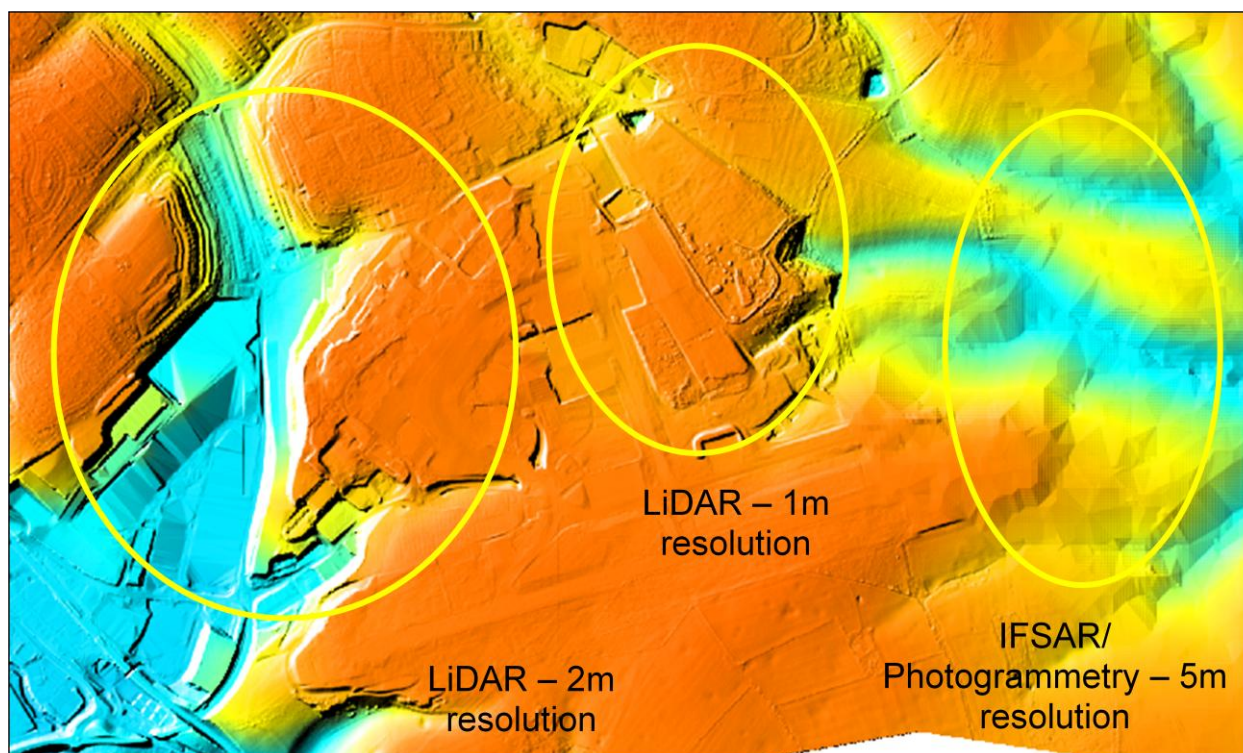 LiDAR – 1m
resolution
IFSAR/
Photogrammetry – 5m
resolution
LiDAR – 2m
resolution